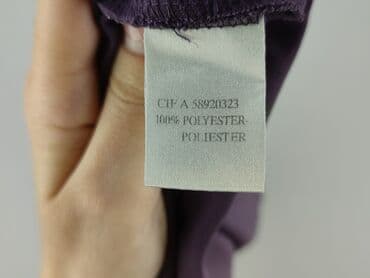 CIF A 58920323
100% POLYESTER-
POLIESTER